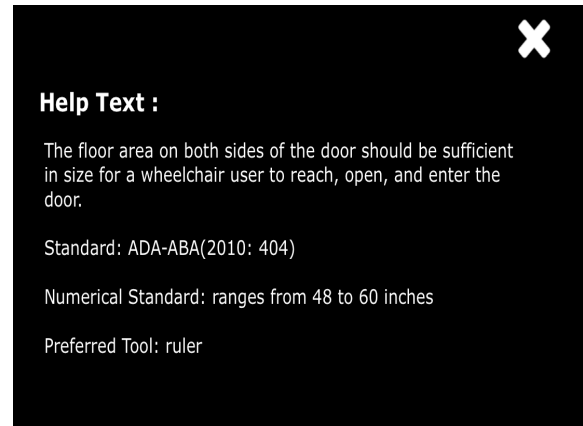 Help Text :
The floor area on both sides of the door should be sufficient
in size for a wheelchair user to reach, open, and enter the
door.
Standard: ADA-ABA(2010: 404)
Numerical Standard: ranges from 48 to 60 inches
Preferred Tool: ruler